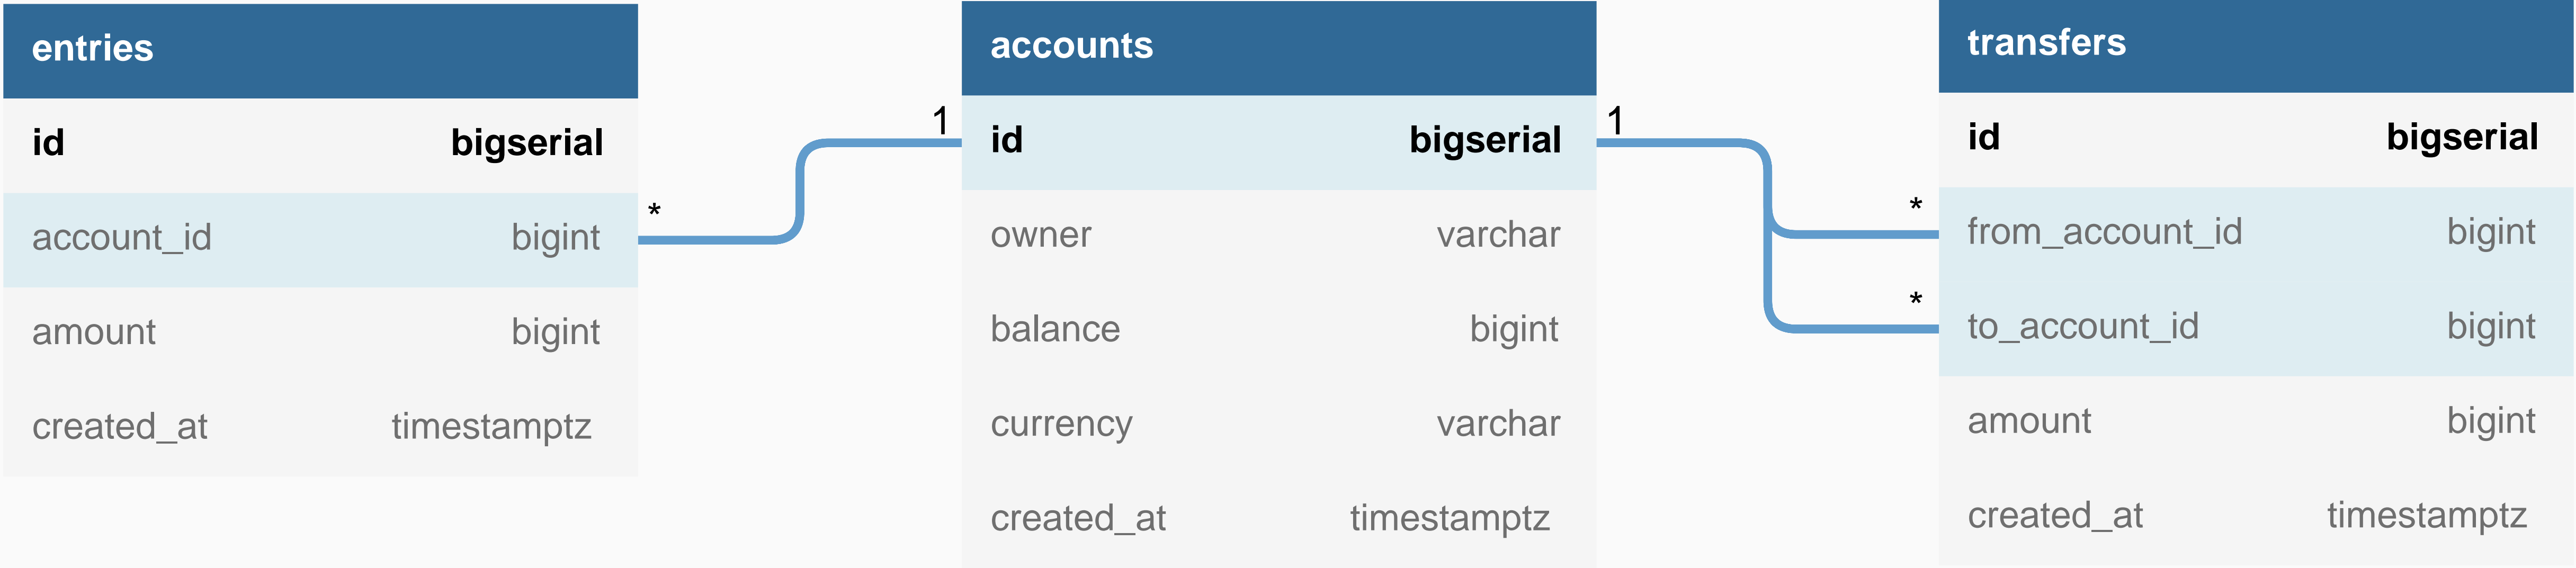 entries
id bigserial
account_id bigint
amount bigint
created_at timestamptz
1
*
accounts
id bigserial
owner varchar
balance bigint
currency varchar
created_at timestamptz
1
*
*
transfers
id bigserial
from_account_id bigint
to_account_id bigint
amount bigint
created_at timestamptz